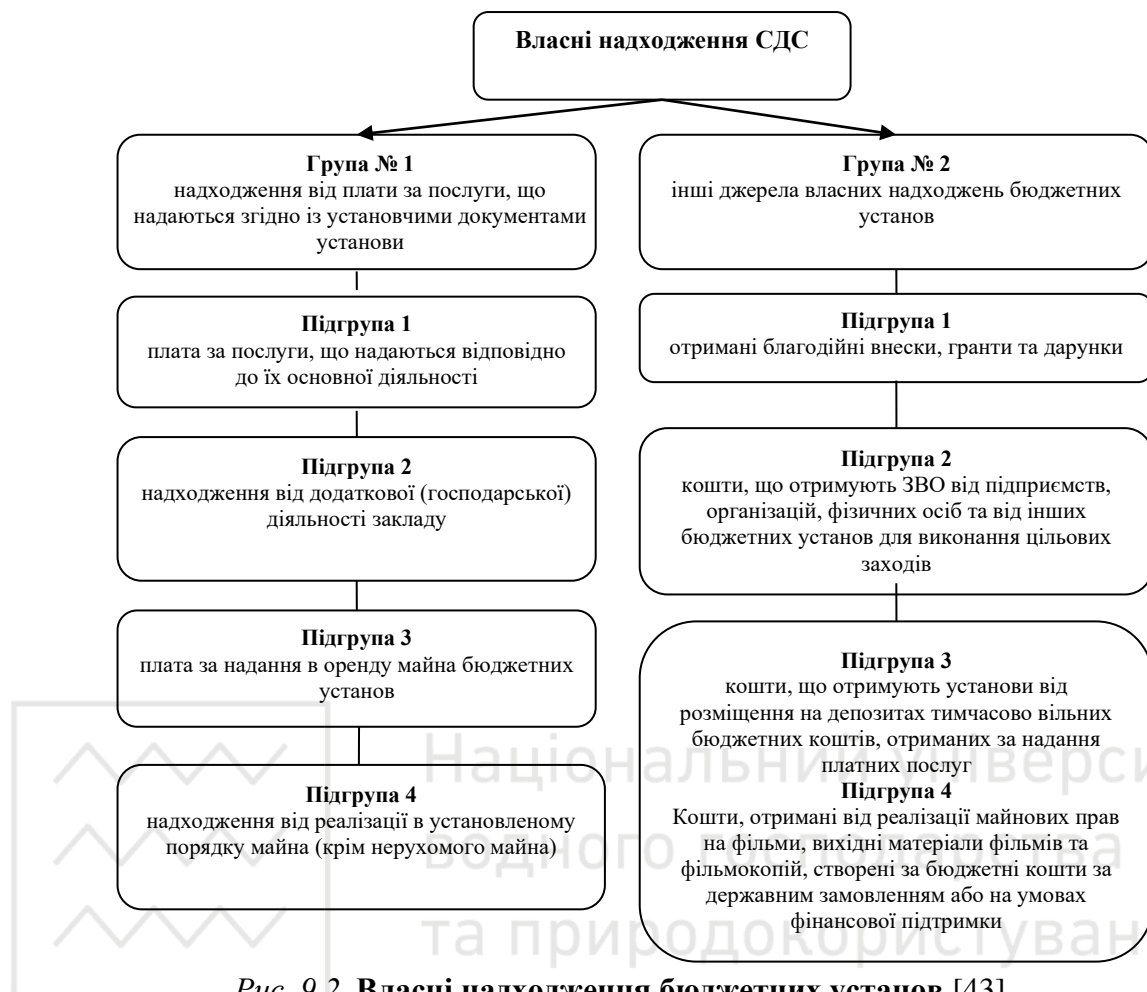 Власні надходження СДС
Група № 1
надходження від плати за послуги, що
надаються згідно із установчими документами
установи
Група № 2
інші джерела власних надходжень бюджетних
установ
Підгрупа 1
плата за послуги, що надаються відповідно
до їх основної діяльності
Підгрупа 1
отримані благодійні внески, гранти та дарунки
Підгрупа 2
надходження від додаткової (господарської)
діяльності закладу
Підгрупа 2
кошти, що отримують ЗВО від підприємств,
організацій, фізичних осіб та від інших
бюджетних установ для виконання цільових
заходів
Підгрупа 3
плата за надання в оренду майна бюджетних
установ
Підгрупа 3
кошти, що отримують установи від
розміщення на депозитах тимчасово вільних
бюджетних коштів, отриманих за надання
платних послуг
Підгрупа 4
надходження від реалізації в установленому
порядку майна (крім нерухомого майна)
Підгрупа 4
Кошти, отримані від реалізації майнових прав
на фільми, вихідні матеріали фільмів та
фільмокопій, створені за бюджетні кошти за
державним замовленням або на умовах
фінансової підтримки
Національний
водного господарства
та
Рис. 9.2. Власні надходження бюджетних установ [43]